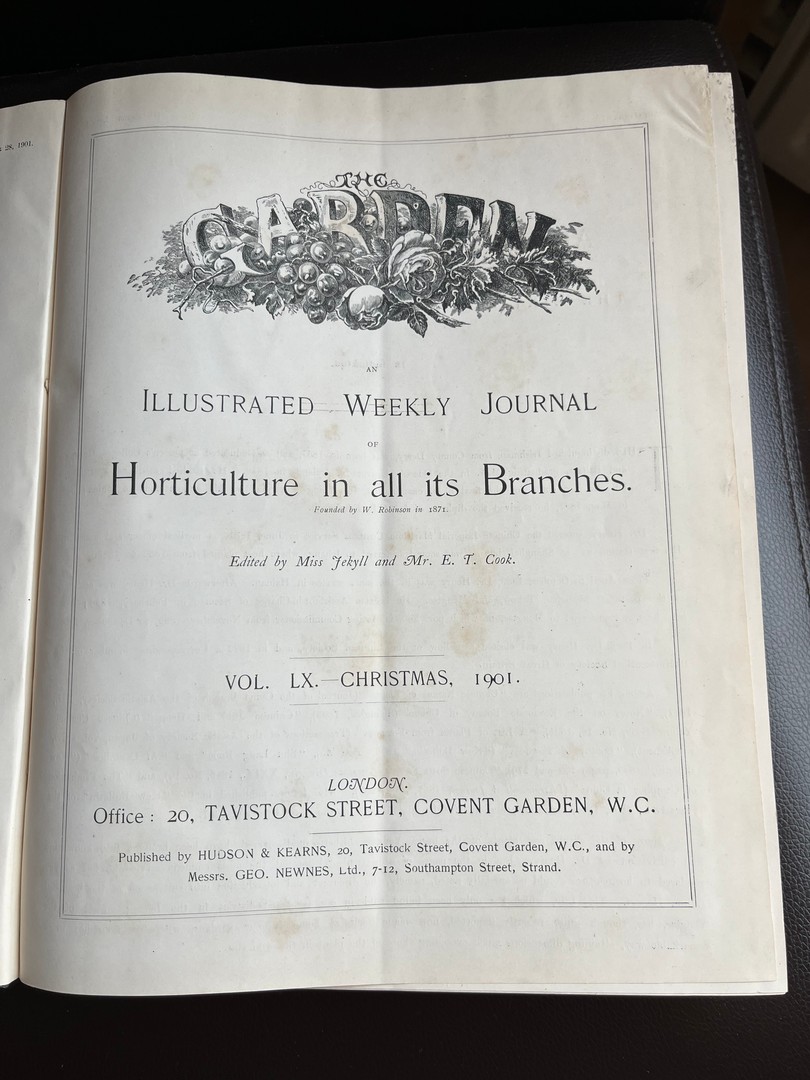 28, 1901.
THE
GARDEN
AN
ILLUSTRATED WEEKLY JOURNAL
OF
Horticulture in all its Branches.
Founded by W. Robinson in 1871.
Edited by Miss Jekyll and Mr. E. T. Cook.
VOL. LX.—CHRISTMAS, 1901.
LONDON.
Office : 20, TAVISTOCK STREET, COVENT GARDEN, W.C.
Published by HUDSON & KEARNS, 20, Tavistock Street, Covent Garden, W.C., and by
Messrs. GEO. NEWNES, Ltd., 7-12, Southampton Street, Strand.